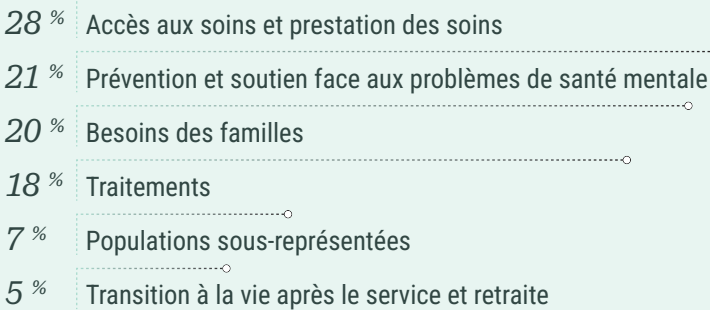 28 % Accès aux soins et prestation des soins
21 % Prévention et soutien face aux problèmes de santé mentale
20 % Besoins des familles
18 % Traitements
7 % Populations sous-représentées
5 % Transition à la vie après le service et retraite